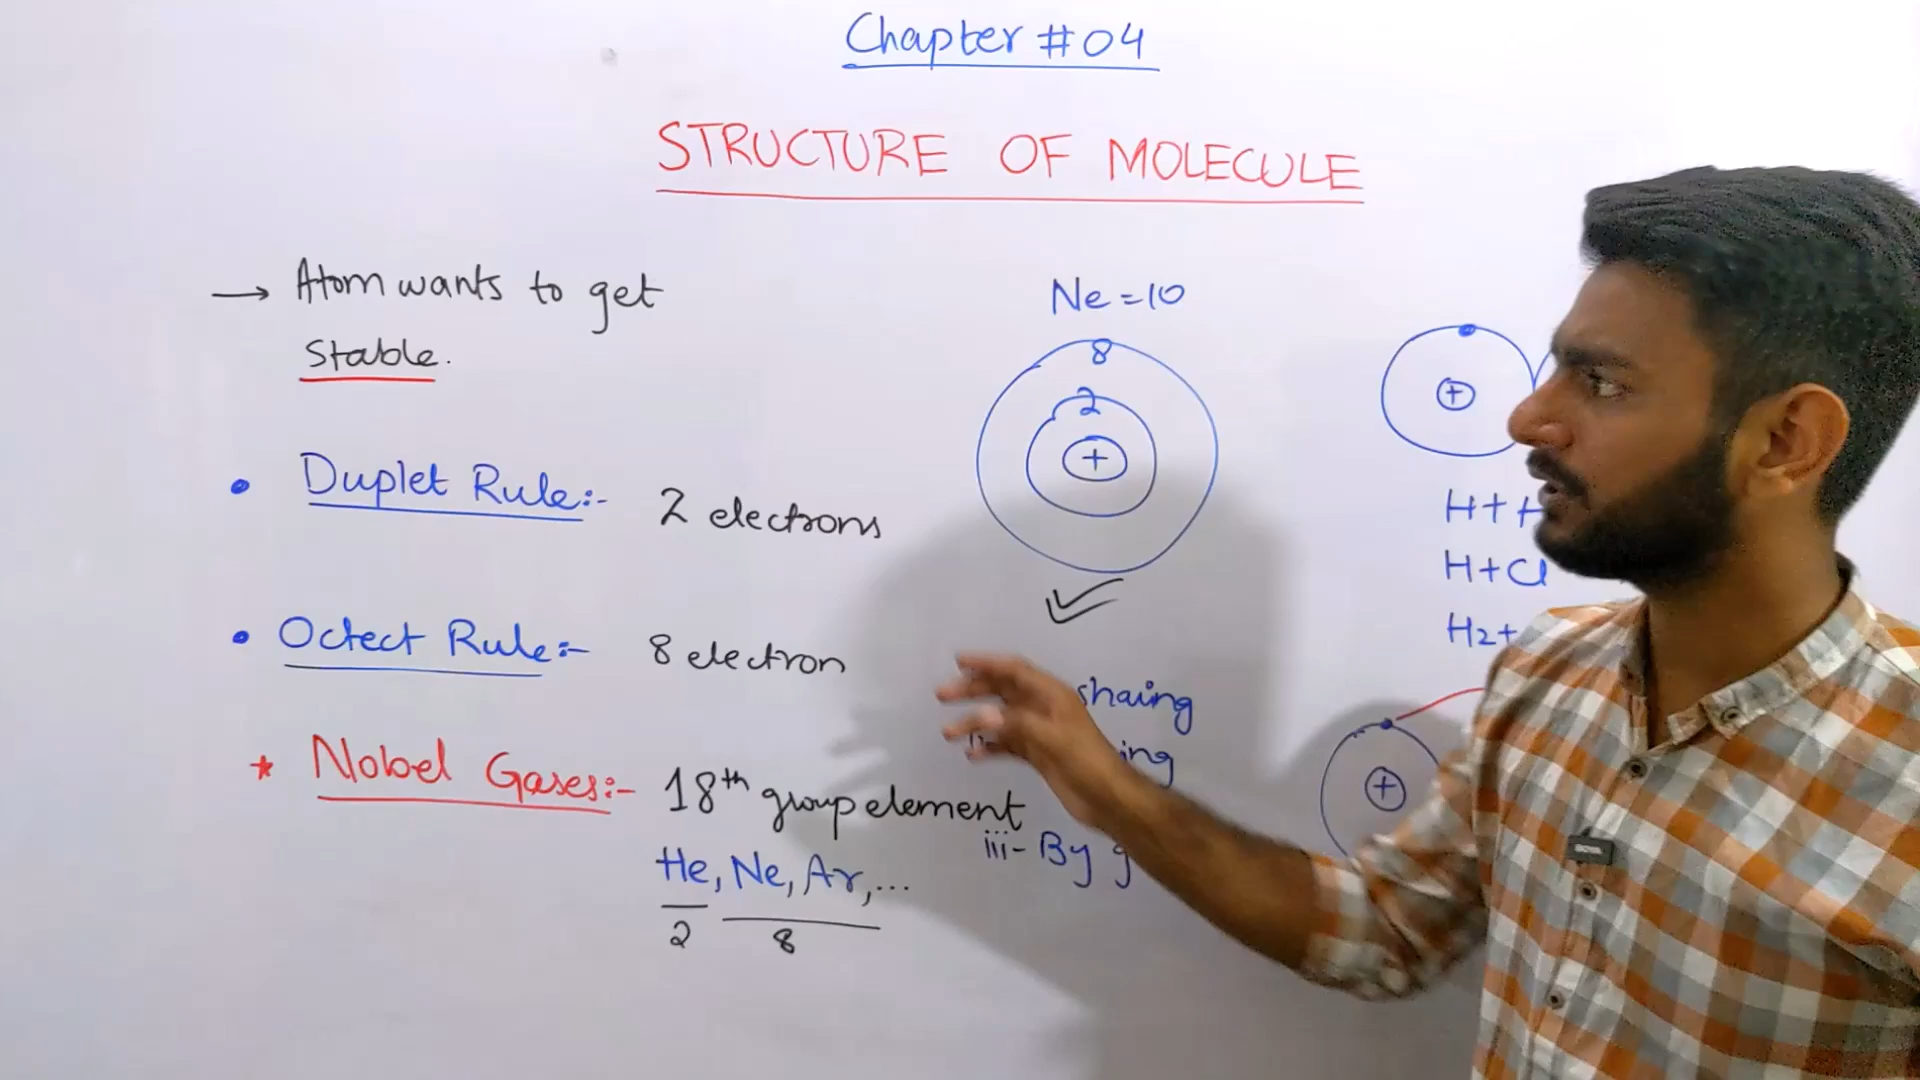 Chapter #04
STRUCTURE OF MOLECULE
→ Atom wants to get
stable.
• Duplet Rule:- 2 electrons
• Octect Rule:- 8 electron
* Nobel Gases:- 18th group element
He, Ne, Ar,...
2 8
Ne=10
8
2
+
shaing
iii- By
+
H+
H+Cl
H2+
+